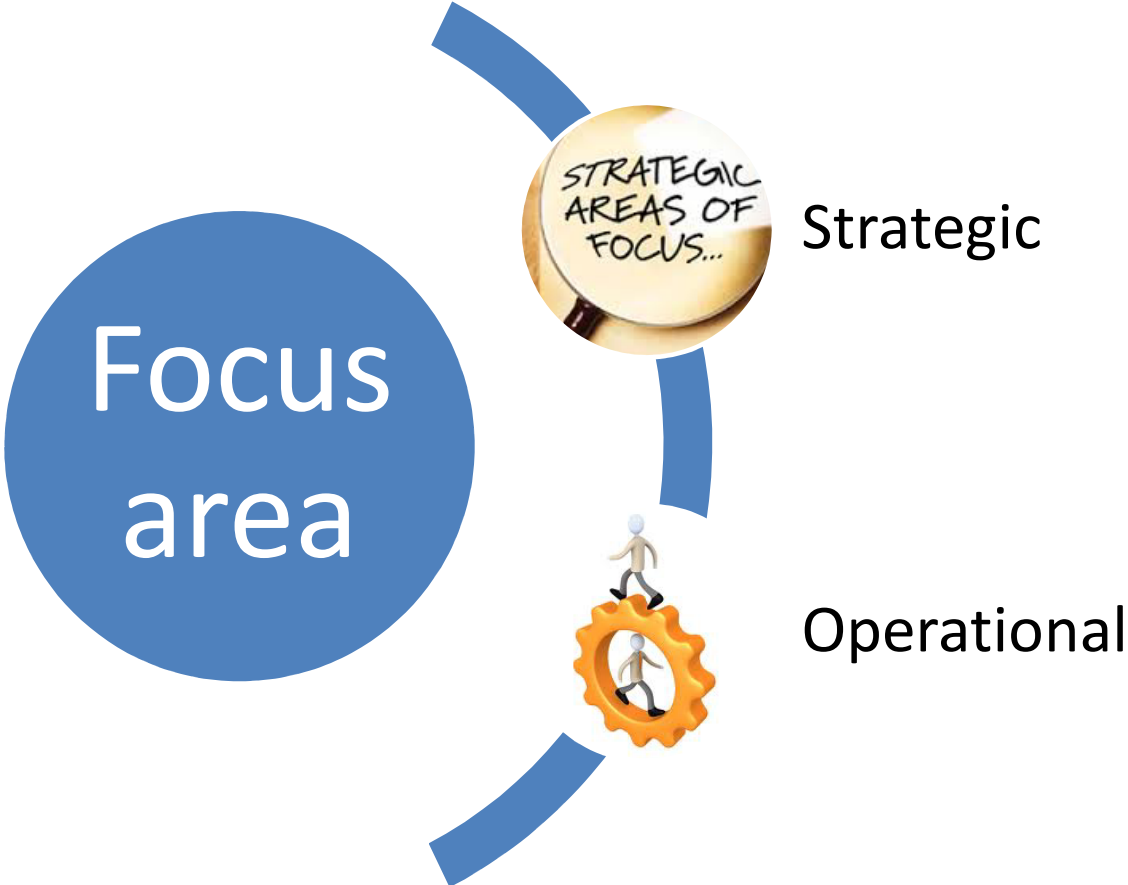 Focus
area
STRATEGIC
AREAS OF
FOCUS...
Strategic
Operational